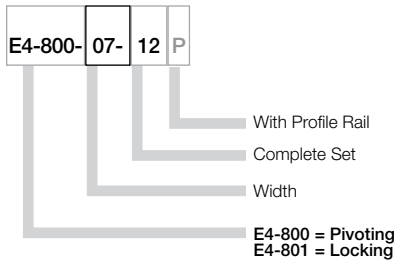 E4-800- 07- 12 P
With Profile Rail
Complete Set
Width
E4-800 = Pivoting
E4-801 = Locking